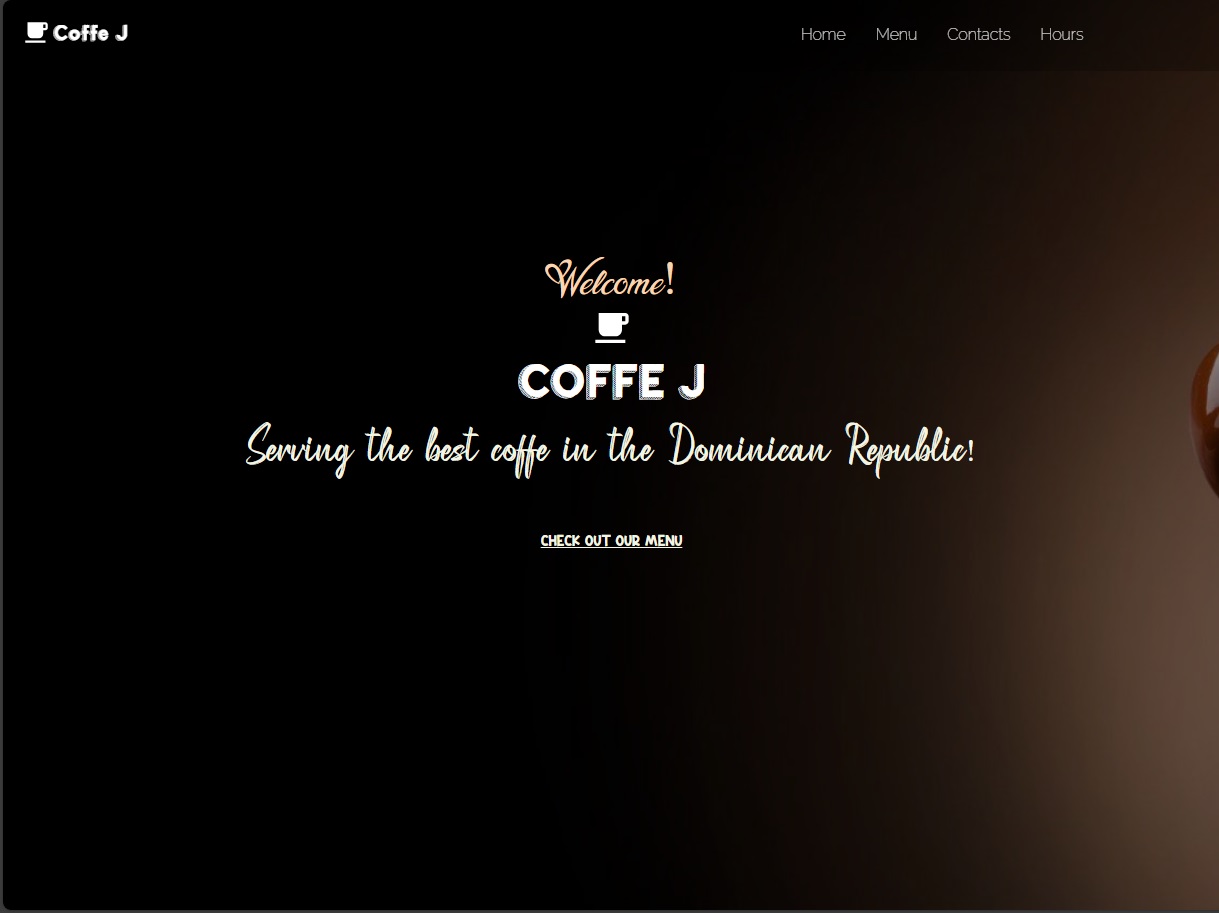 Coffe J
Home Menu Contacts Hours
Welcome!
COFFE J
Serving the best coffe in the Dominican Republic!
CHECK OUT OUR MENU